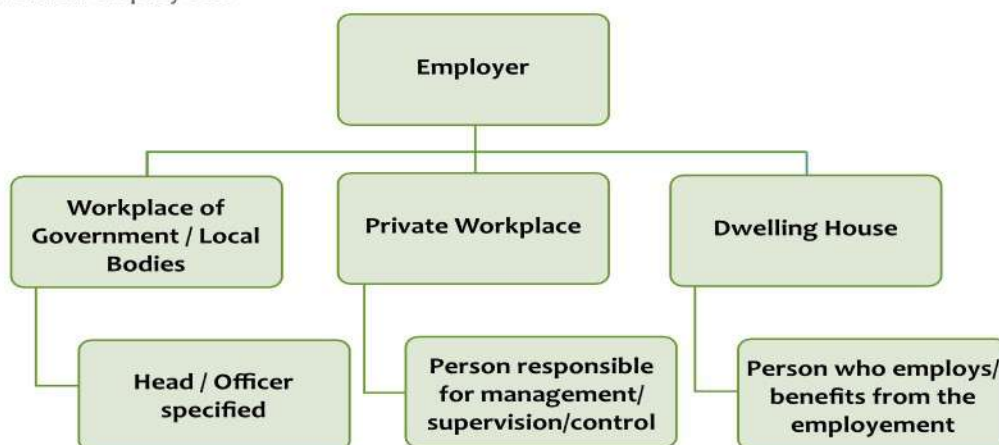 Employer
Workplace of
Government / Local
Bodies
Private Workplace
Dwelling House
Head / Officer
specified
Person responsible
for management/
supervision/control
Person who employs/
benefits from the
employement